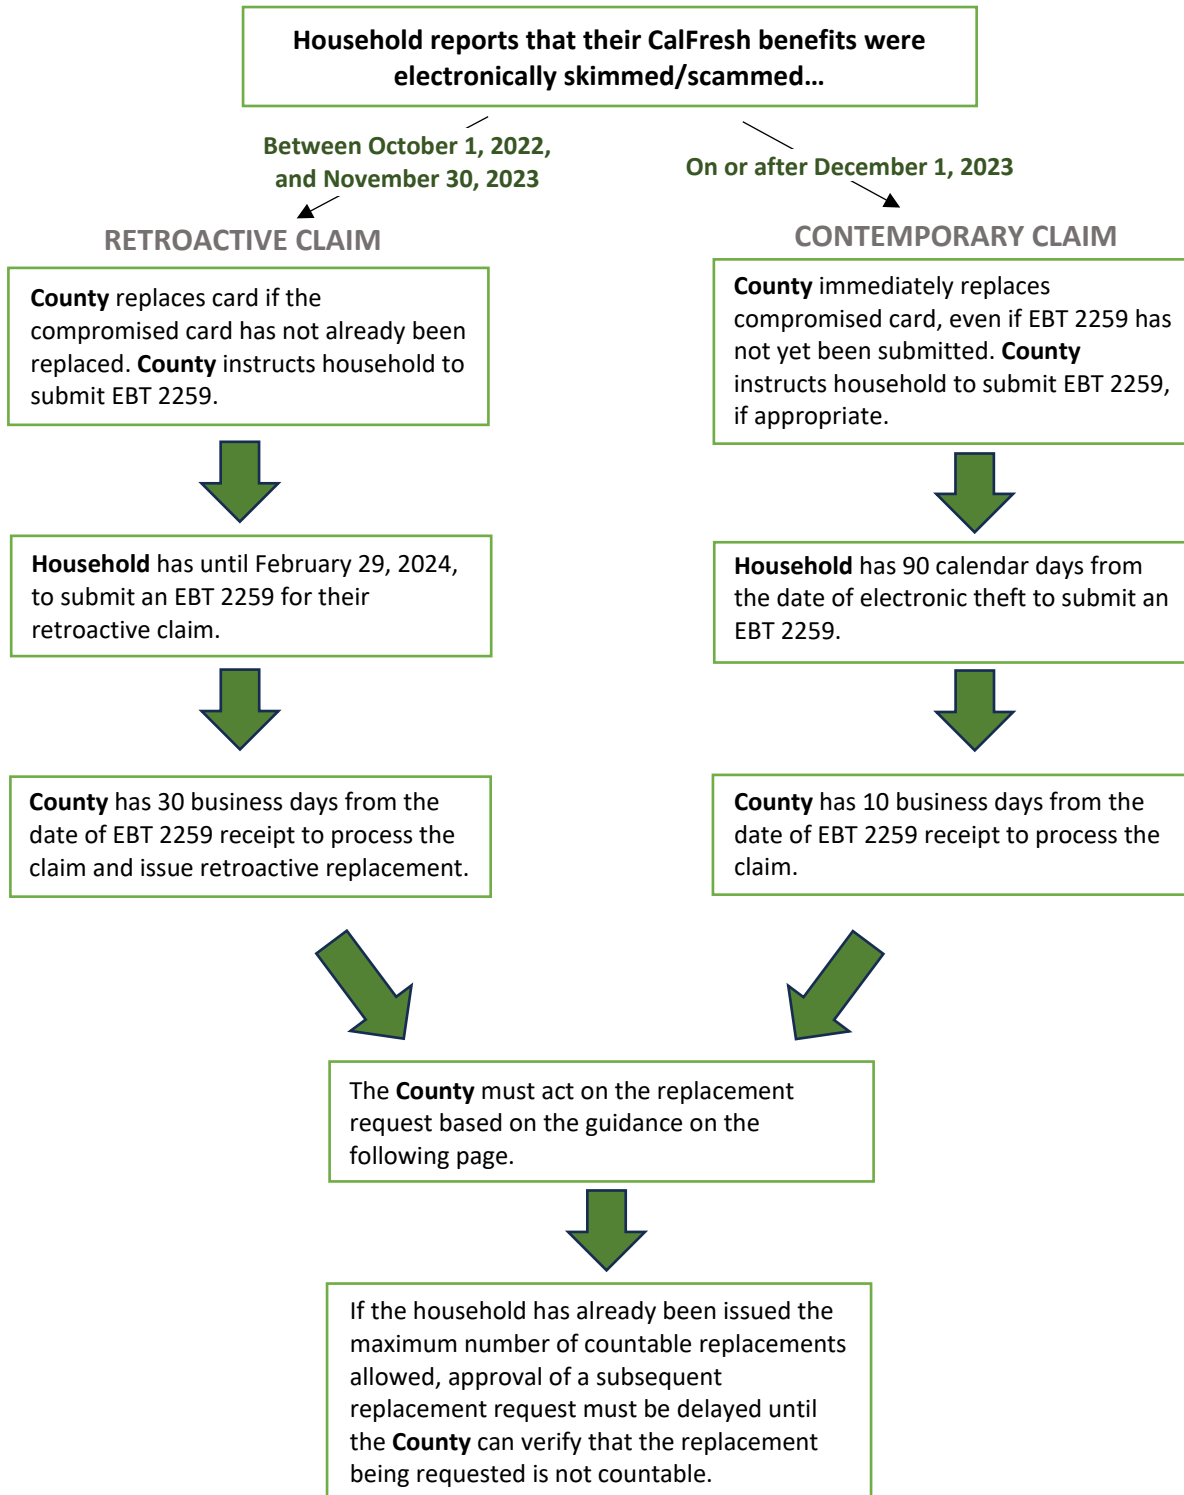 Household reports that their CalFresh benefits were
electronically skimmed/scammed…
Between October 1, 2022,
and November 30, 2023
On or after December 1, 2023
RETROACTIVE CLAIM
County replaces card if the
compromised card has not already been
replaced. County instructs household to
submit EBT 2259.
Household has until February 29, 2024,
to submit an EBT 2259 for their
retroactive claim.
County has 30 business days from the
date of EBT 2259 receipt to process the
claim and issue retroactive replacement.
CONTEMPORARY CLAIM
County immediately replaces
compromised card, even if EBT 2259 has
not yet been submitted. County
instructs household to submit EBT 2259,
if appropriate.
Household has 90 calendar days from
the date of electronic theft to submit an
EBT 2259.
County has 10 business days from the
date of EBT 2259 receipt to process the
claim.
The County must act on the replacement
request based on the guidance on the
following page.
If the household has already been issued the
maximum number of countable replacements
allowed, approval of a subsequent
replacement request must be delayed until
the County can verify that the replacement
being requested is not countable.